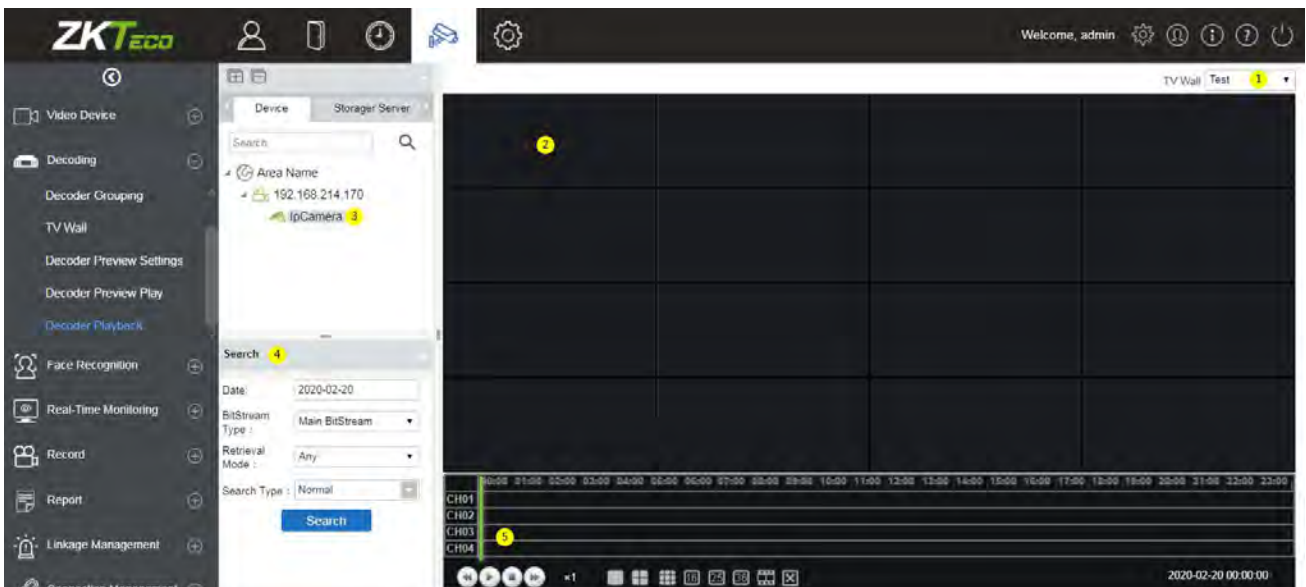 ZKTECO
Welcome, admin
TV Wall Test 1
Device Storager Server
Search
Area Name
192.168.214.170
IpCamera 3
2
Video Device
Decoding
Decoder Grouping
TV Wall
Decoder Preview Settings
Decoder Preview Play
Decoder Playback
Face Recognition
Real-Time Monitoring
Record
Report
Linkage Management
Search 4
Date: 2020-02-20
BitStream Type : Main BitStream
Retrieval Mode : Any
Search Type : Normal
Search
00:00 01:00 02:00 03:00 04:00 05:00 06:00 07:00 08:00 09:00 10:00 11:00 12:00 13:00 14:00 15:00 16:00 17:00 18:00 19:00 20:00 21:00 22:00 23:00
CH01
CH02
CH03
CH04
5
×1 16 25 36
2020-02-20 00:00:00